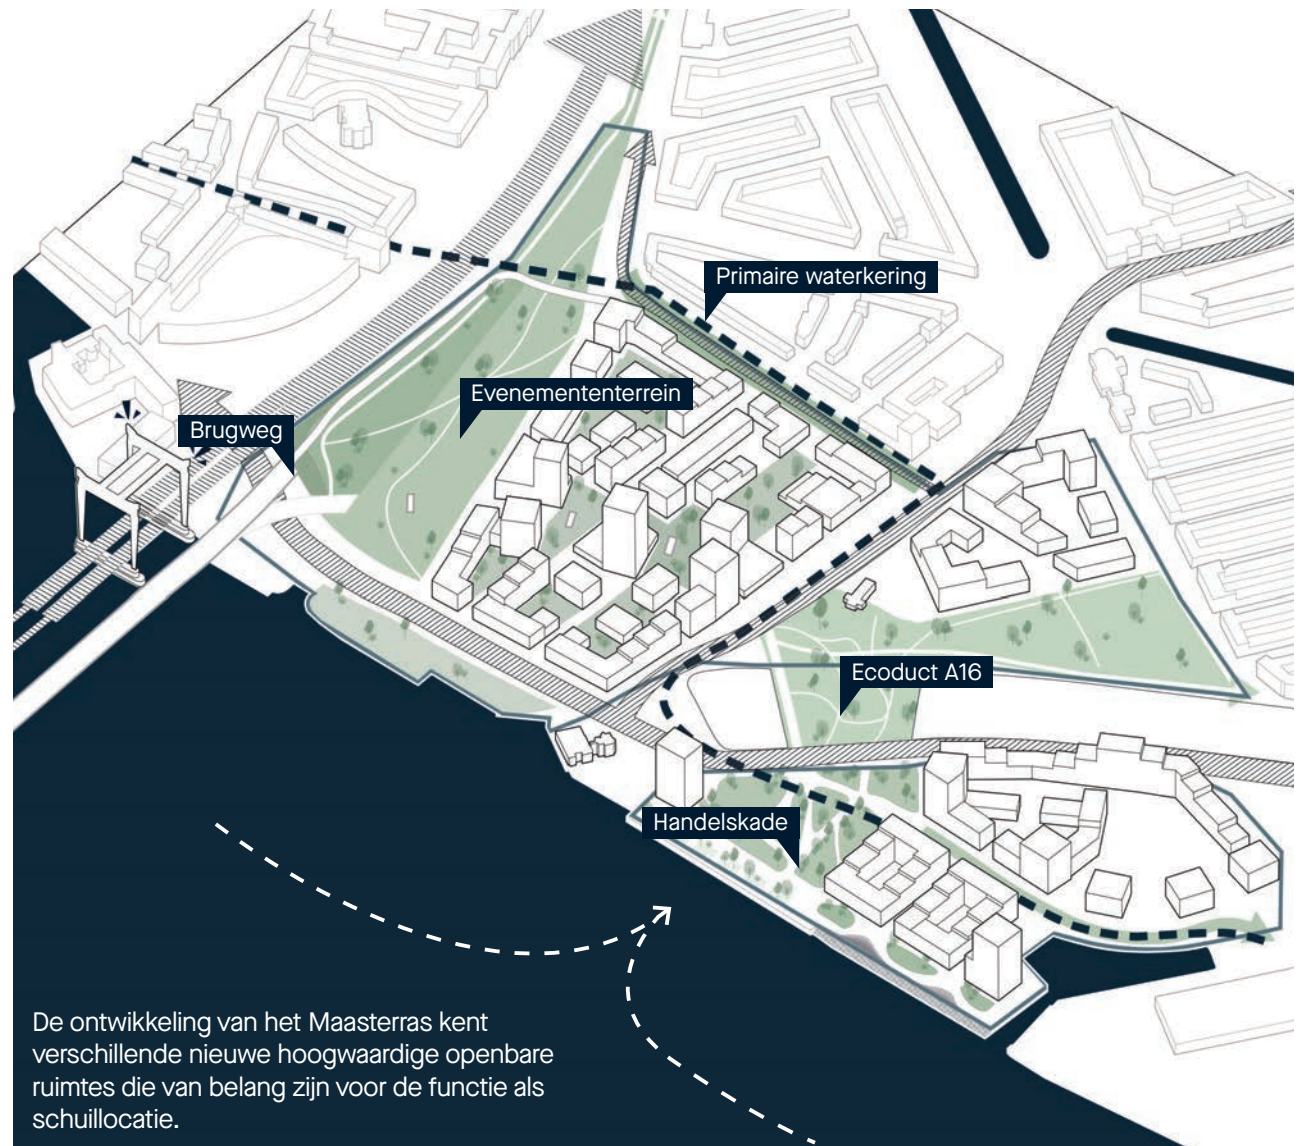 Primaire waterkering
Evenemententerrein
Brugweg
Ecoduct A16
Handelskade
De ontwikkeling van het Maasterras kent
verschillende nieuwe hoogwaardige openbare
ruimtes die van belang zijn voor de functie als
schuillocatie.